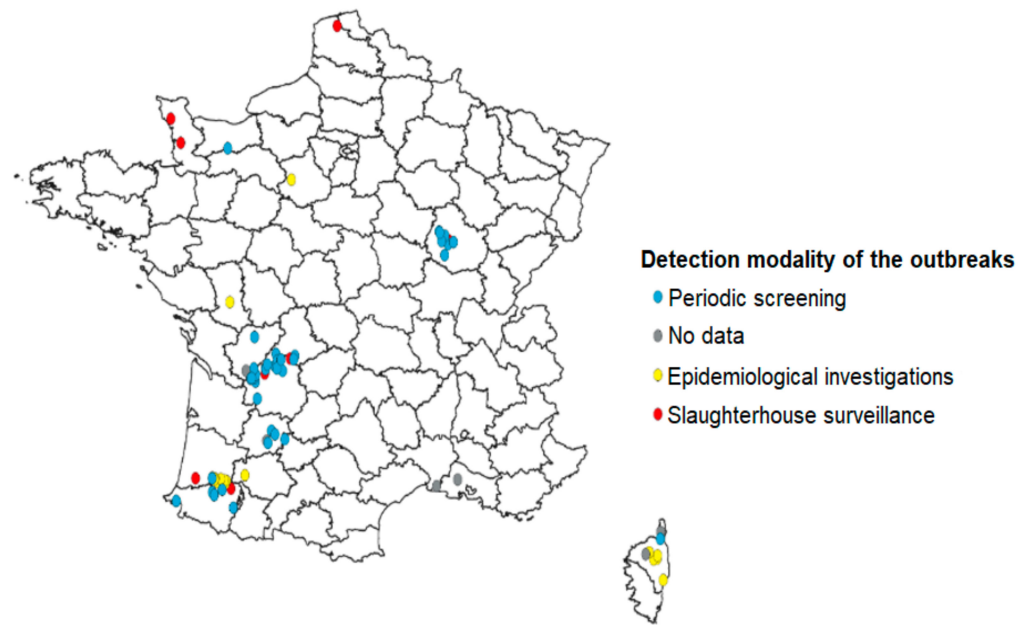 Detection modality of the outbreaks
Periodic screening
No data
Epidemiological investigations
Slaughterhouse surveillance